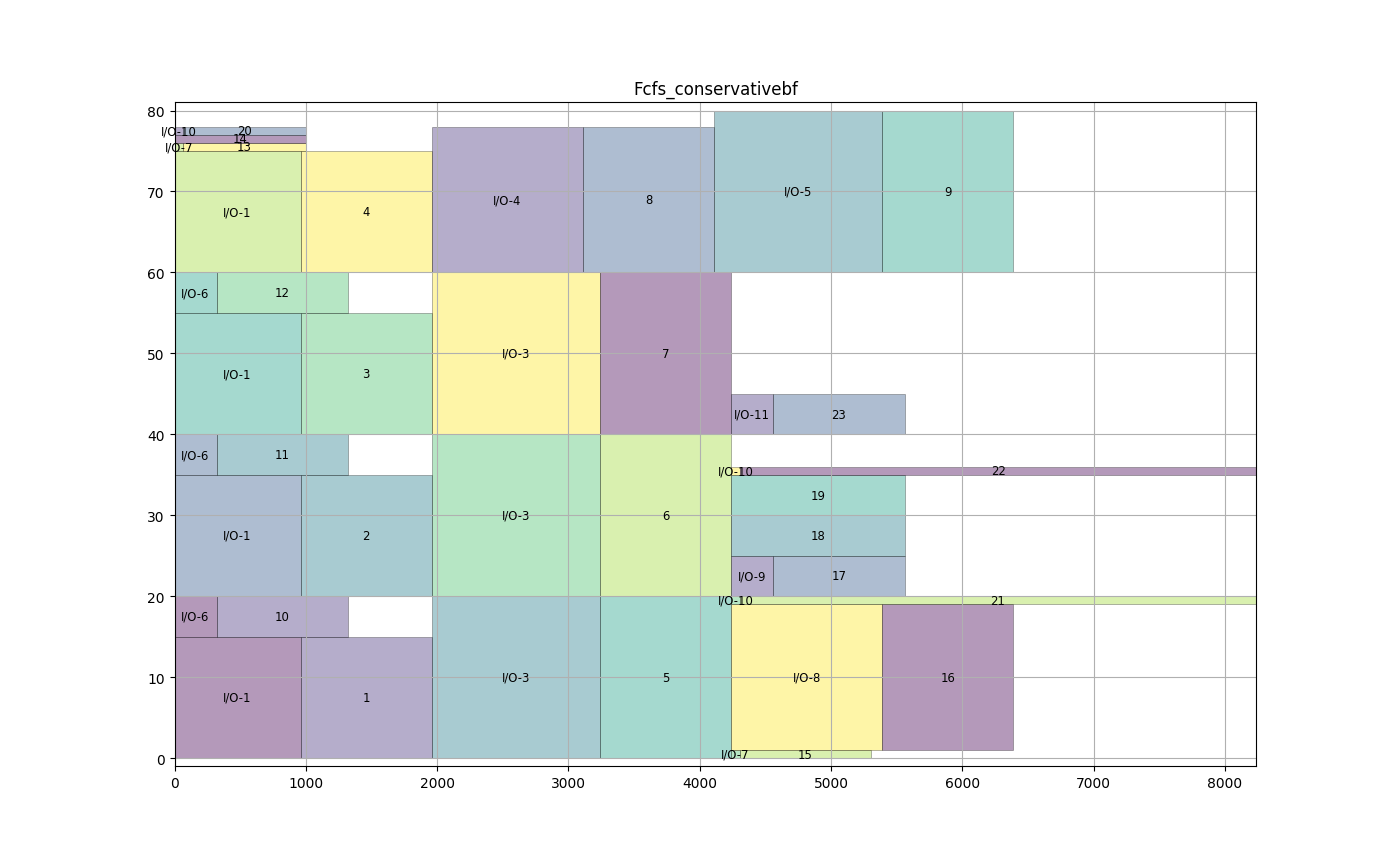 Fcfs_conservativebf
80
I/O-10 20
14
I/O-7 13
70
I/O-1 4 I/O-4 8 I/O-5 9
60
I/O-6 12
50
I/O-1 3 I/O-3 7
I/O-11 23
40
I/O-6 11
I/O-10 22
19
30
I/O-1 2 I/O-3 6 18
I/O-9 17
20
I/O-10 21
I/O-6 10
10
I/O-1 1 I/O-3 5 I/O-8 16
0
I/O-7 15
0 1000 2000 3000 4000 5000 6000 7000 8000